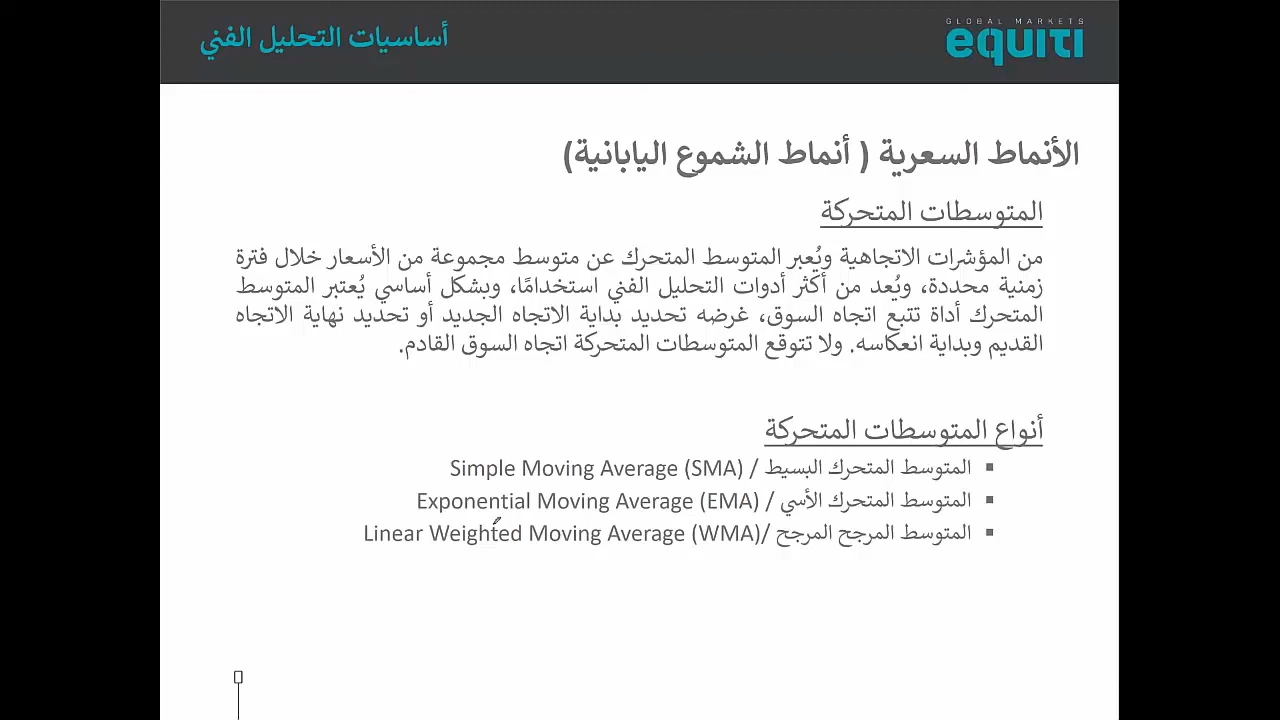 أساسيات التحليل الفني
GLOBAL MARKETS
equiti
الأنماط السعرية ( أنماط الشموع اليابانية)
المتوسطات المتحركة
من المؤشرات الاتجاهية ويُعبر المتوسط المتحرك عن متوسط مجموعة من الأسعار خلال فترة
زمنية محددة، ويُعد من أكثر أدوات التحليل الفني استخدامًا، وبشكل أساسي يُعتبر المتوسط
المتحرك أداة تتبع اتجاه السوق، غرضه تحديد بداية الاتجاه الجديد أو تحديد نهاية الاتجاه
القديم وبداية انعكاسه. ولا تتوقع المتوسطات المتحركة اتجاه السوق القادم.
أنواع المتوسطات المتحركة
▪ المتوسط المتحرك البسيط / Simple Moving Average (SMA)
▪ المتوسط المتحرك الأسي / Exponential Moving Average (EMA)
▪ المتوسط المرجح المرجح /Linear Weighted Moving Average (WMA)